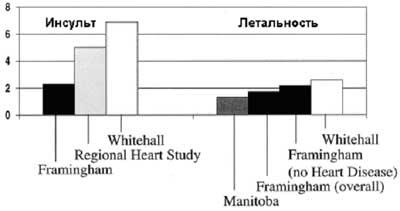 8
6
4
2
0
Инсульт
Летальность
Whitehall
Regional Heart Study
Framingham
Whitehall
Framingham
(no Heart Disease)
Framingham (overall)
Manitoba